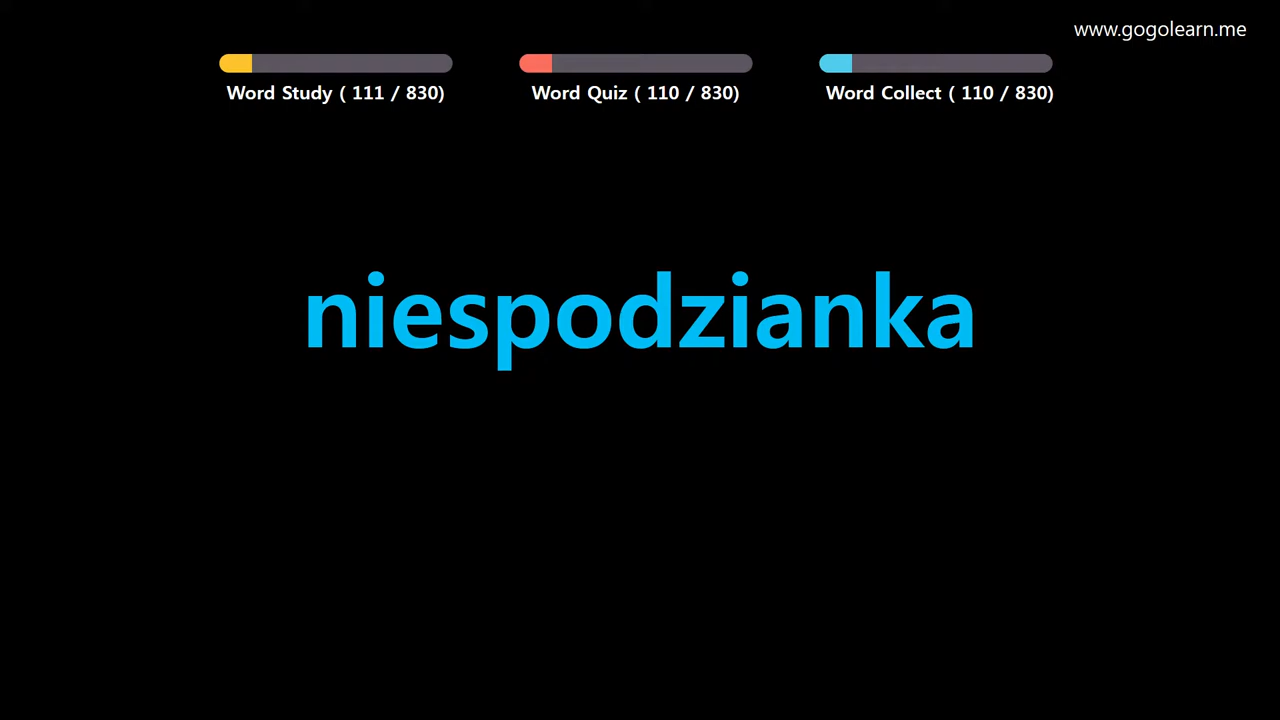 www.gogolearn.me
Word Study ( 111 / 830)
Word Quiz ( 110 / 830)
Word Collect ( 110 / 830)
niespodzianka